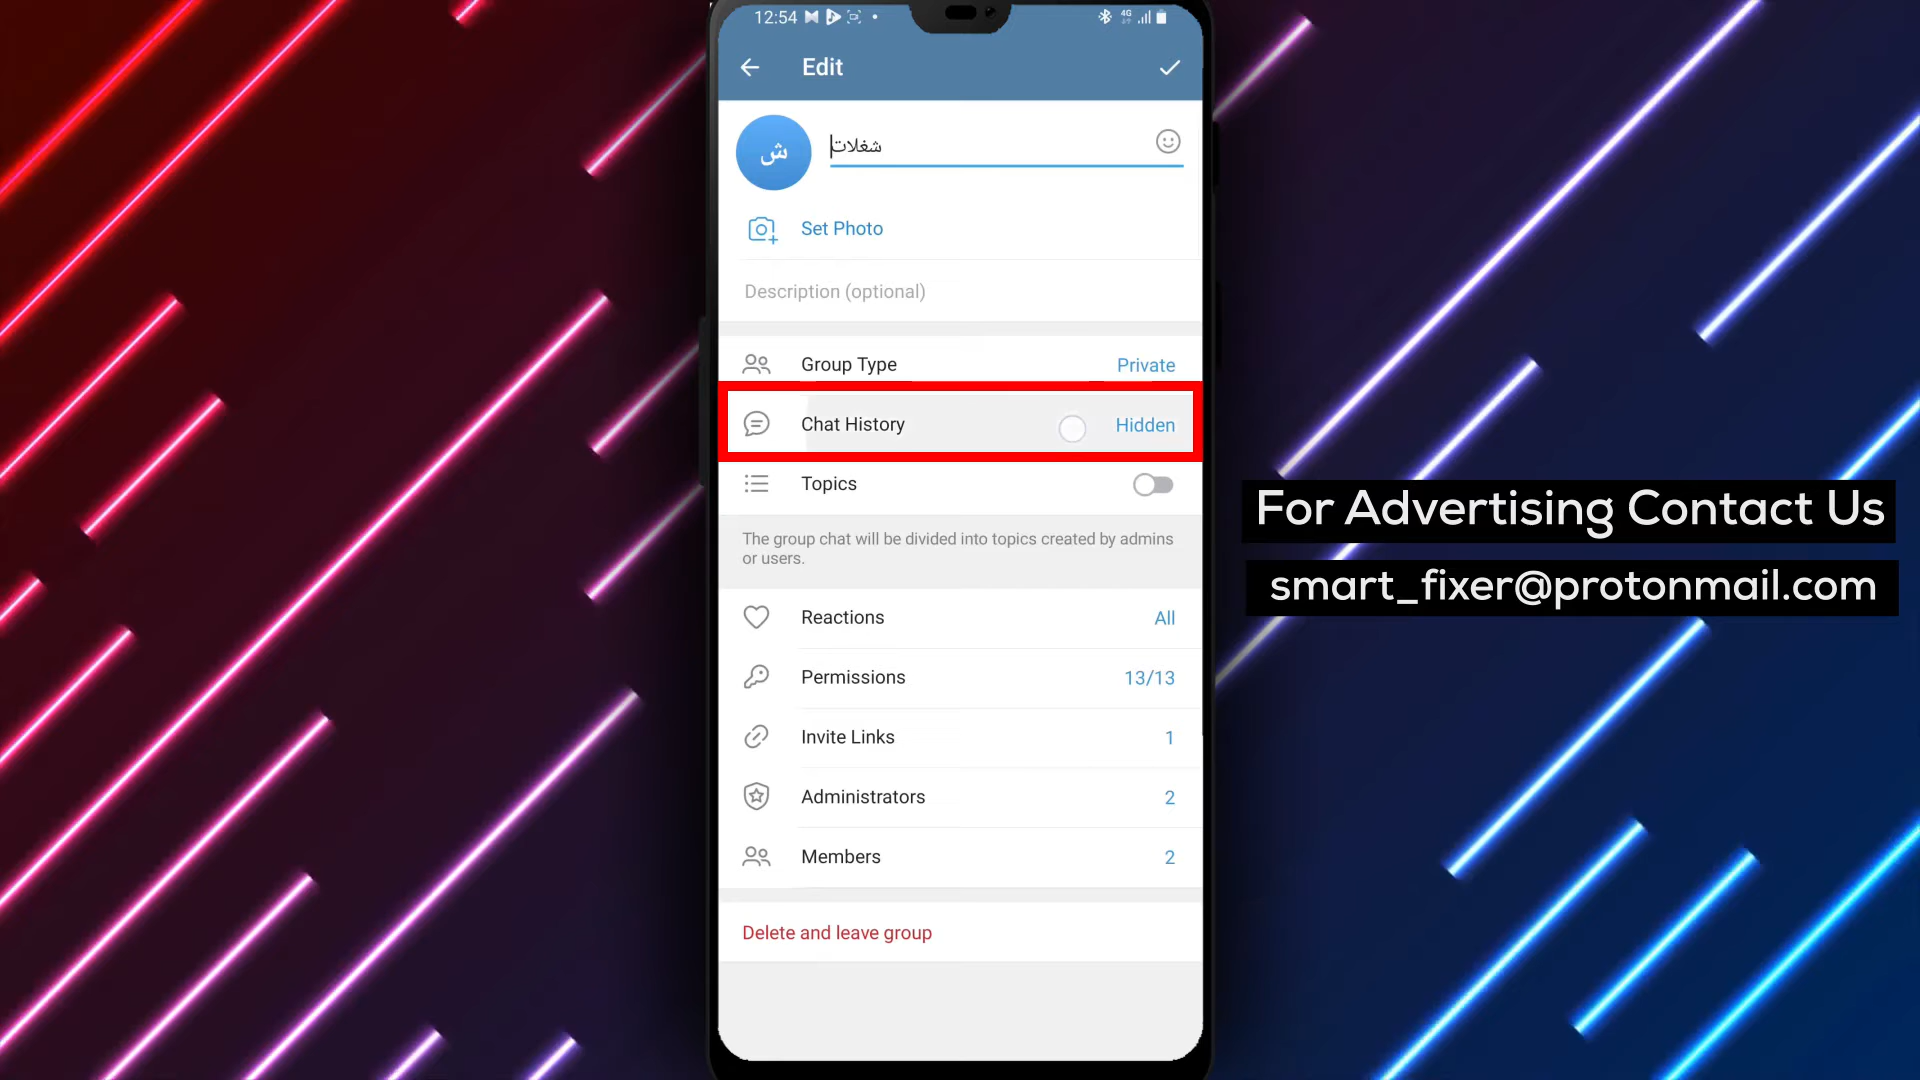 12:54
4G
Edit
ش
شغلات
Set Photo
Description (optional)
Group Type
Private
Chat History
Hidden
Topics
The group chat will be divided into topics created by admins
or users.
Reactions
All
Permissions
13/13
Invite Links
1
Administrators
2
Members
2
Delete and leave group
For Advertising Contact Us
smart_fixer@protonmail.com